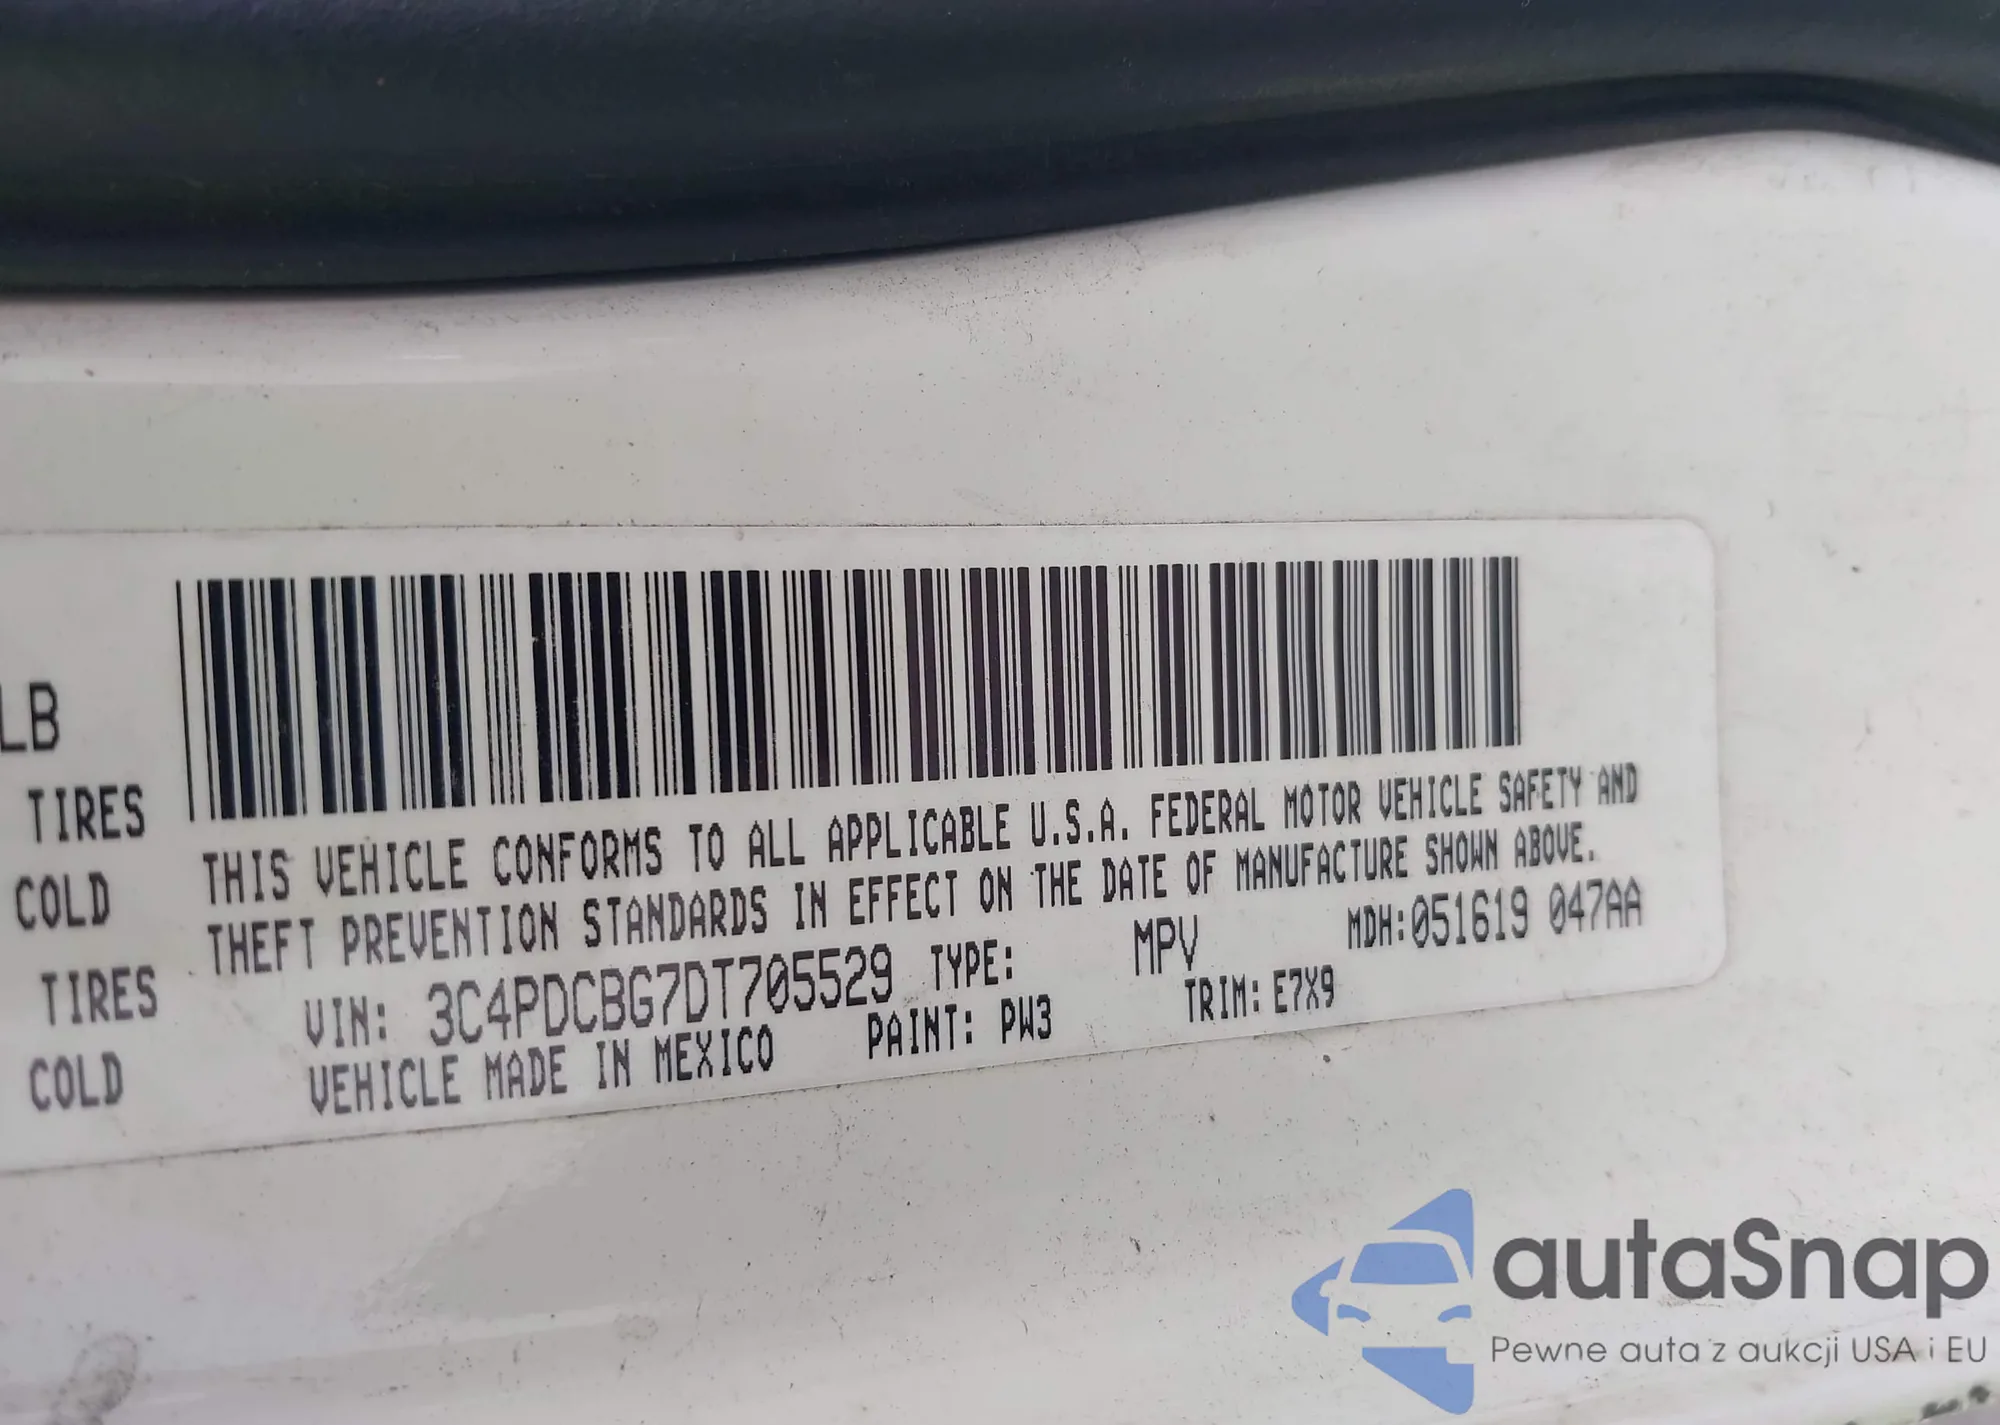 LB
TIRES
COLD
TIRES
COLD
THIS VEHICLE CONFORMS TO ALL APPLICABLE U.S.A. FEDERAL MOTOR VEHICLE SAFETY AND
THEFT PREVENTION STANDARDS IN EFFECT ON THE DATE OF MANUFACTURE SHOWN ABOVE.
VIN: 3C4PDCBG7DT705529 TYPE: MPV MDH:051619 047AA
VEHICLE MADE IN MEXICO PAINT: PW3 TRIM: E7X9
autaSnap
Pewne auta z aukcji USA i EU